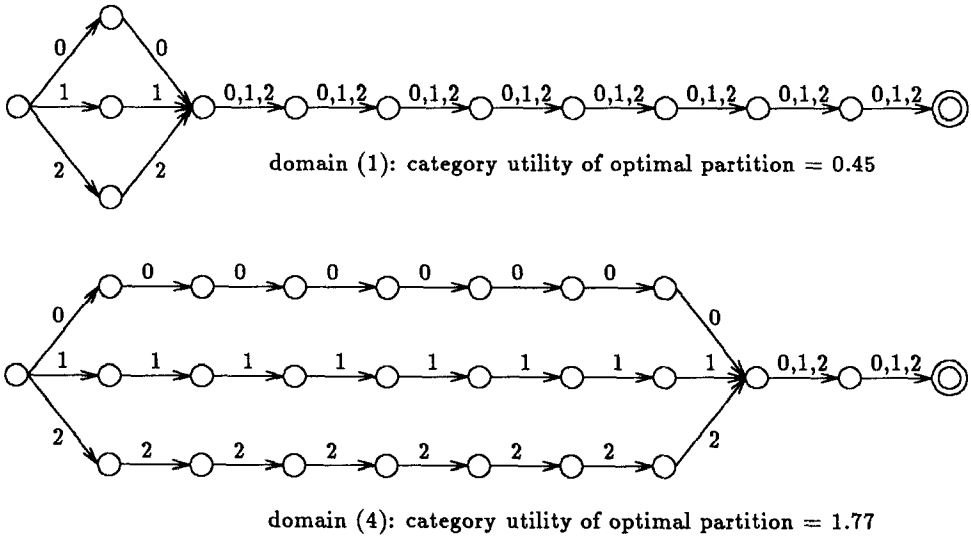 0 0
1 1 0,1,2 0,1,2 0,1,2 0,1,2 0,1,2 0,1,2 0,1,2 0,1,2
2 2
domain (1): category utility of optimal partition = 0.45
0 0 0 0 0 0
0 0
1 1 1 1 1 1 1 1 0,1,2 0,1,2
2 2
2 2 2 2 2 2
domain (4): category utility of optimal partition = 1.77